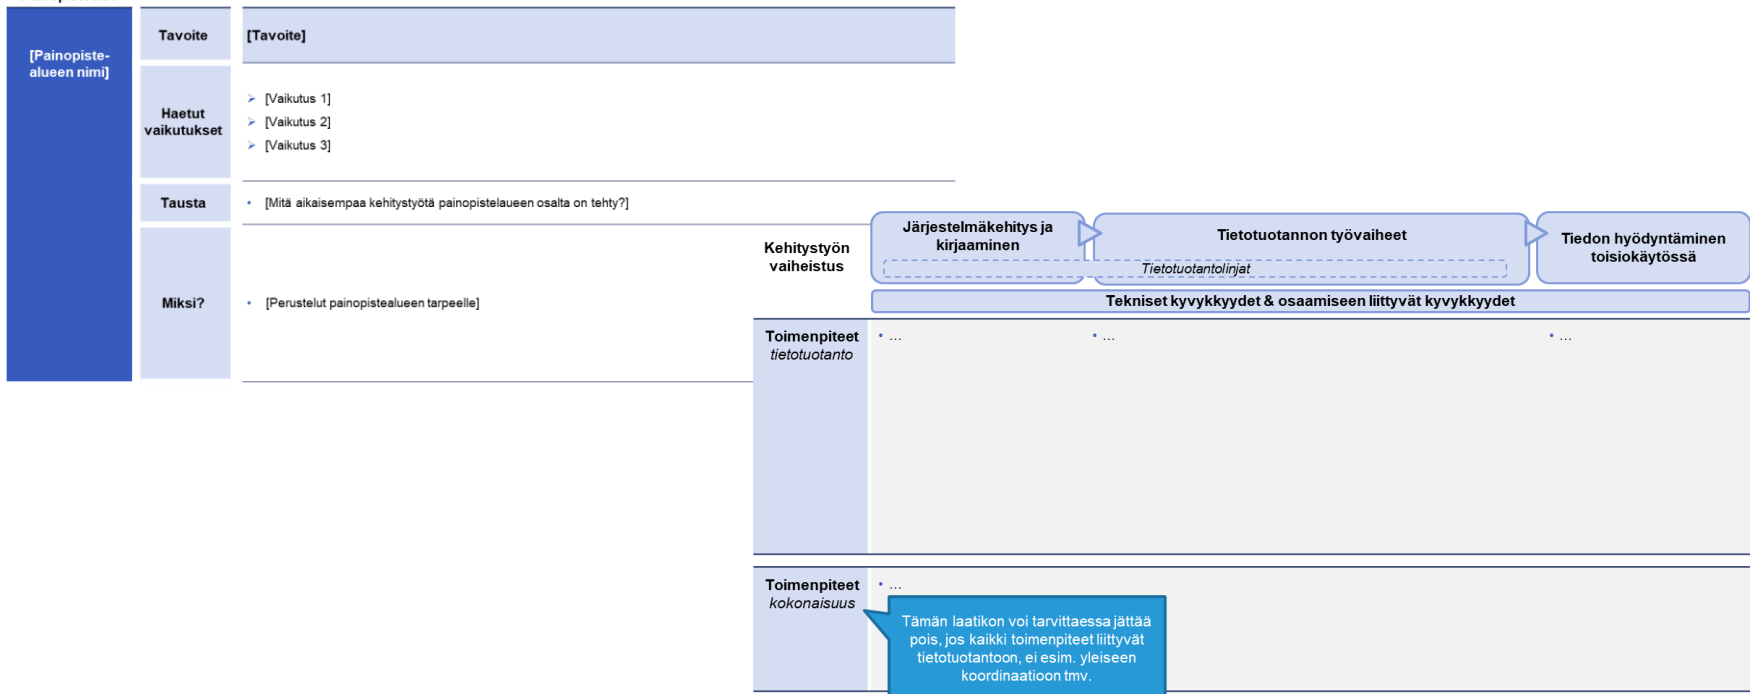 [Painopiste-
alueen nimi]
Tavoite
[Tavoite]
Haetut
vaikutukset
[Vaikutus 1]
[Vaikutus 2]
[Vaikutus 3]
Tausta
[Mitä aikaisempaa kehitystyötä painopistelaueen osalta on tehty?]
Miksi?
[Perustelut painopistealueen tarpeelle]
Kehitystyön
vaiheistus
Järjestelmäkehitys ja
kirjaaminen
Tietotuotannon työvaiheet
Tiedon hyödyntäminen
toisiokäytössä
Tietotuotantolinjat
Tekniset kyvykkyydet & osaamiseen liittyvät kyvykkyydet
Toimenpiteet
tietotuotanto
• ...
• ...
• ...
Toimenpiteet
kokonaisuus
• ...
Tämän laatikon voi tarvittaessa jättää
pois, jos kaikki toimenpiteet liittyvät
tietotuotantoon, ei esim. yleiseen
koordinaatioon tmv.